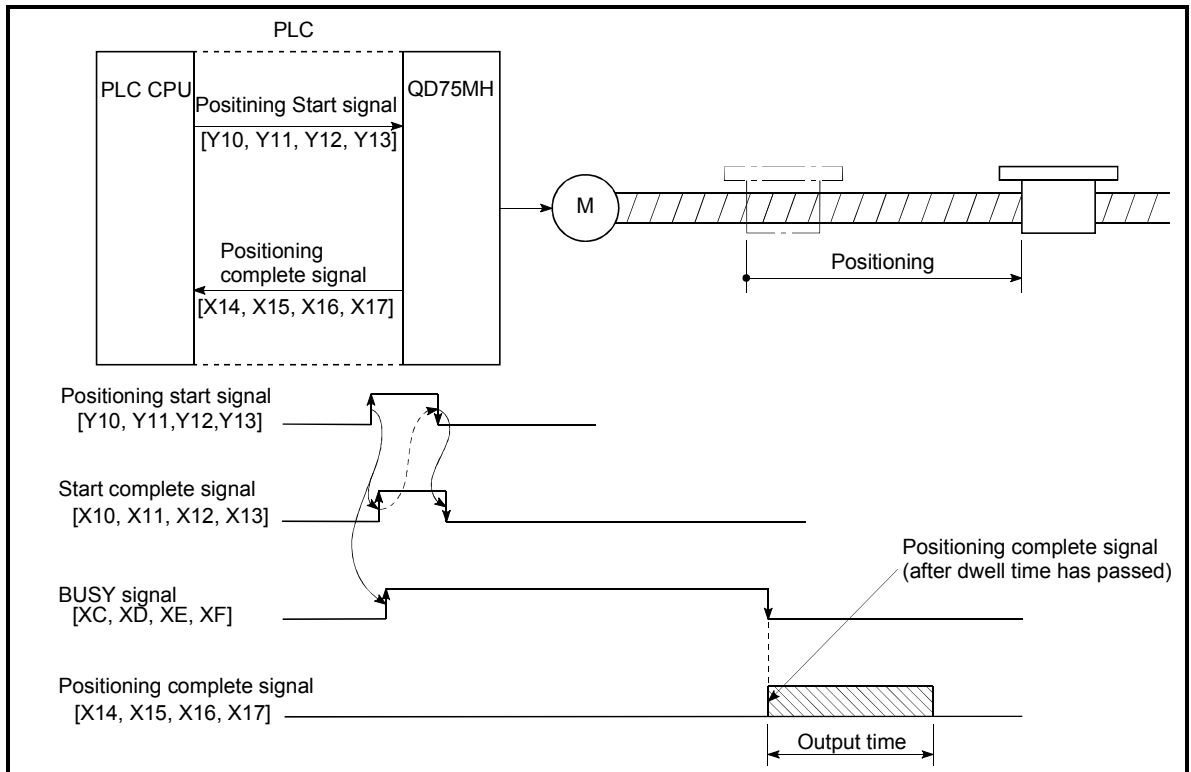 PLC
PLC CPU
QD75MH
Positining Start signal
[Y10, Y11, Y12, Y13]
M
Positioning
Positioning
complete signal
[X14, X15, X16, X17]
Positioning start signal
[Y10, Y11,Y12,Y13]
Start complete signal
[X10, X11, X12, X13]
Positioning complete signal
(after dwell time has passed)
BUSY signal
[XC, XD, XE, XF]
Positioning complete signal
[X14, X15, X16, X17]
Output time